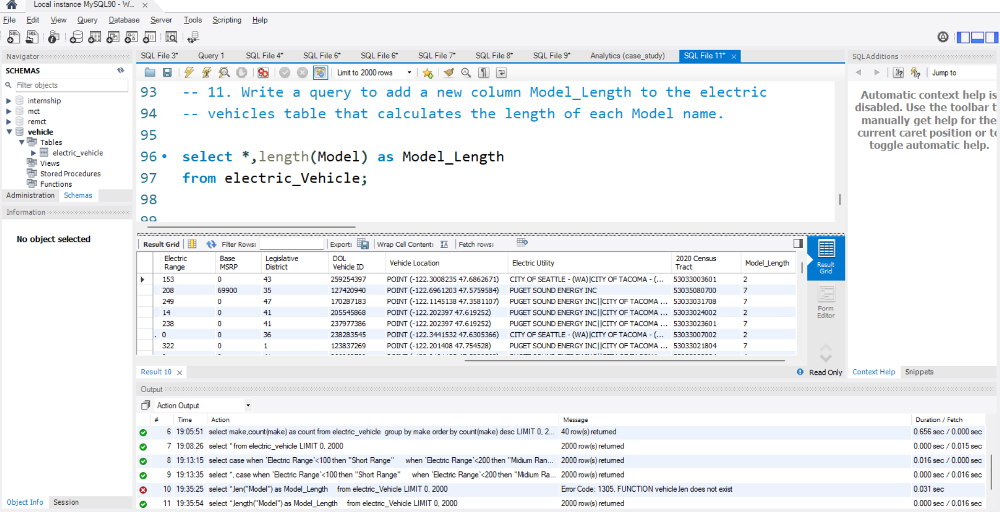 Local instance MySQL90 - W...
File Edit View Query Database Server Tools Scripting Help
Navigator
SCHEMAS
Filter objects
internship
mct
remct
vehicle
Tables
electric_vehicle
Views
Stored Procedures
Functions
Administration Schemas
Information
No object selected
Object Info Session
SQL File 3* Query 1 SQL File 4* SQL File 6* SQL File 6* SQL File 7* SQL File 8* SQL File 9* Analytics (case_study) SQL File 11*
Limit to 2000 rows
93 -- 11. Write a query to add a new column Model_Length to the electric
94 -- vehicles table that calculates the length of each Model name.
95
96 select *,length(Model) as Model_Length
97 from electric_Vehicle;
98
99
Result Grid Filter Rows: Export: Wrap Cell Content: Fetch rows:
Electric Range Base MSRP Legislative District DOL Vehicle ID Vehicle Location Electric Utility 2020 Census Tract Model_Length
153 0 43 259254397 POINT (-122.3008235 47.6862671) CITY OF SEATTLE - (WA)|CITY OF TACOMA - (... 53033003601 2
208 69900 35 127420940 POINT (-122.6961203 47.5759584) PUGET SOUND ENERGY INC 53035080700 7
249 0 47 170287183 POINT (-122.1145138 47.3581107) PUGET SOUND ENERGY INC||CITY OF TACOMA ... 53033031708 7
14 0 41 205545868 POINT (-122.202397 47.619252) PUGET SOUND ENERGY INC||CITY OF TACOMA ... 53033024002 2
238 0 41 237977386 POINT (-122.202397 47.619252) PUGET SOUND ENERGY INC||CITY OF TACOMA ... 53033023601 7
. 0 0 36 238283545 POINT (-122.3441532 47.6305366) CITY OF SEATTLE - (WA)|CITY OF TACOMA - (... 53033007002 2
322 0 1 123837269 POINT (-122.201408 47.754528) PUGET SOUND ENERGY INC||CITY OF TACOMA ... 53033021804 7
Result Grid
Form Editor
Result 10
Read Only
Output
Action Output
# Time Action Message Duration / Fetch
6 19:05:51 select make,count(make) as count from electric_vehicle group by make order by count(make) desc LIMIT 0, 2... 40 row(s) returned 0.656 sec / 0.000 sec
7 19:08:26 select * from electric_vehicle LIMIT 0, 2000 2000 row(s) returned 0.000 sec / 0.015 sec
8 19:13:15 select case when `Electric Range`<100 then "Short Range" when `Electric Range`<200 then "Midium Ran... 2000 row(s) returned 0.016 sec / 0.000 sec
9 19:13:35 select *, case when `Electric Range`<100 then "Short Range" when `Electric Range`<200 then "Midium Ra... 2000 row(s) returned 0.000 sec / 0.016 sec
10 19:35:25 select *,len("Model") as Model_Length from electric_Vehicle LIMIT 0, 2000 Error Code: 1305. FUNCTION vehicle.len does not exist 0.031 sec
11 19:35:54 select *,length("Model") as Model_Length from electric_Vehicle LIMIT 0, 2000 2000 row(s) returned 0.000 sec / 0.016 sec
SQLAdditions
Jump to
Automatic context help is
disabled. Use the toolbar t
manually get help for the
current caret position or to
toggle automatic help.
Context Help Snippets